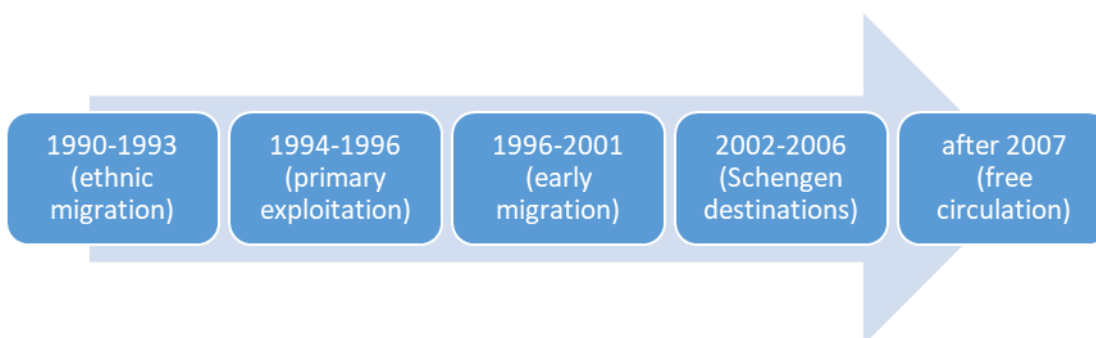 1990-1993
(ethnic
migration)
1994-1996
(primary
exploitation)
1996-2001
(early
migration)
2002-2006
(Schengen
destinations)
after 2007
(free
circulation)